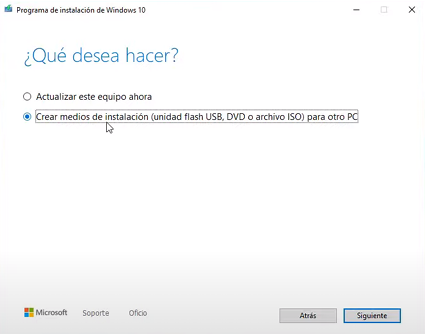 Programa de instalación de Windows 10
¿Qué desea hacer?
Actualizar este equipo ahora
Crear medios de instalación (unidad flash USB, DVD o archivo ISO) para otro PC
Microsoft Soporte Oficio Atrás Siguiente